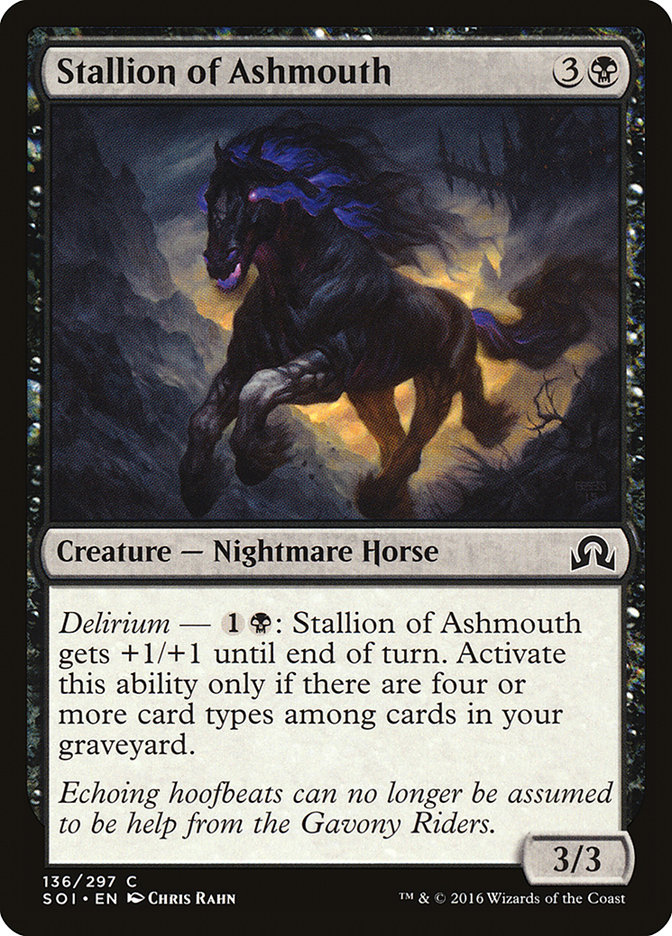 Stallion of Ashmouth 3
Creature — Nightmare Horse
Delirium — 1 : Stallion of Ashmouth
gets +1/+1 until end of turn. Activate
this ability only if there are four or
more card types among cards in your
graveyard.
Echoing hoofbeats can no longer be assumed
to be help from the Gavony Riders.
3/3
136/297 C
SOI • EN Chris Rahn
™ & © 2016 Wizards of the Coast